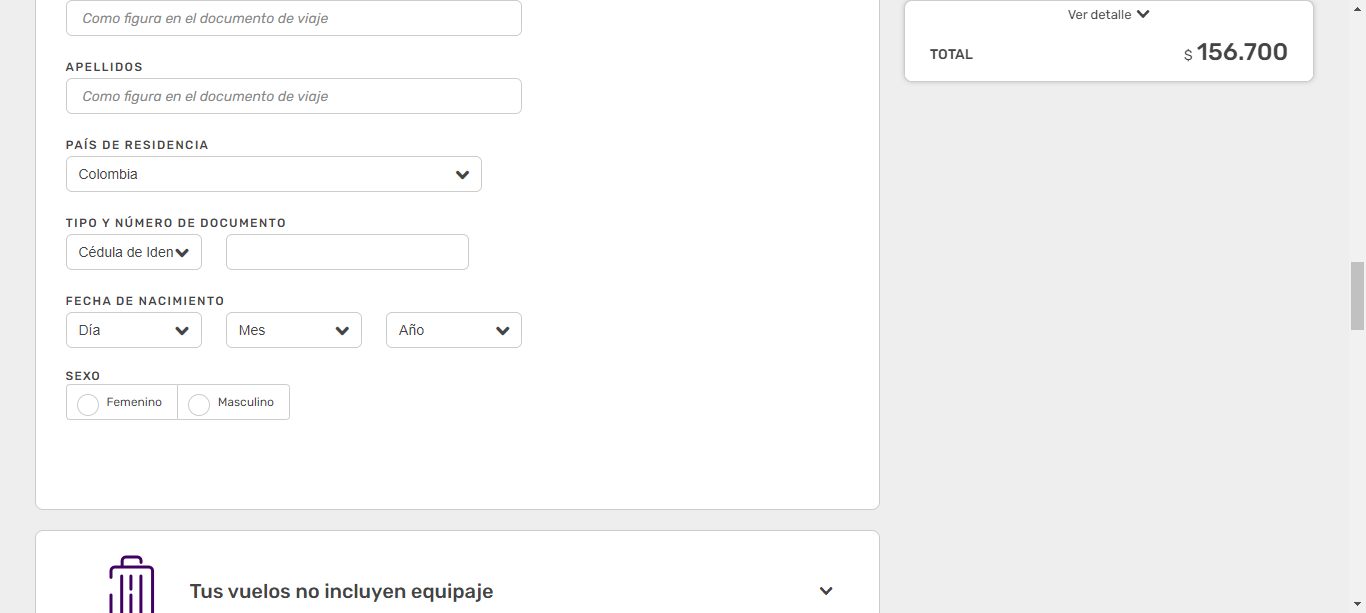 Como figura en el documento de viaje
Ver detalle
TOTAL
$ 156.700
APELLIDOS
Como figura en el documento de viaje
PAÍS DE RESIDENCIA
Colombia
TIPO Y NÚMERO DE DOCUMENTO
Cédula de Iden
FECHA DE NACIMIENTO
Día Mes Año
SEXO
Femenino Masculino
Tus vuelos no incluyen equipaje